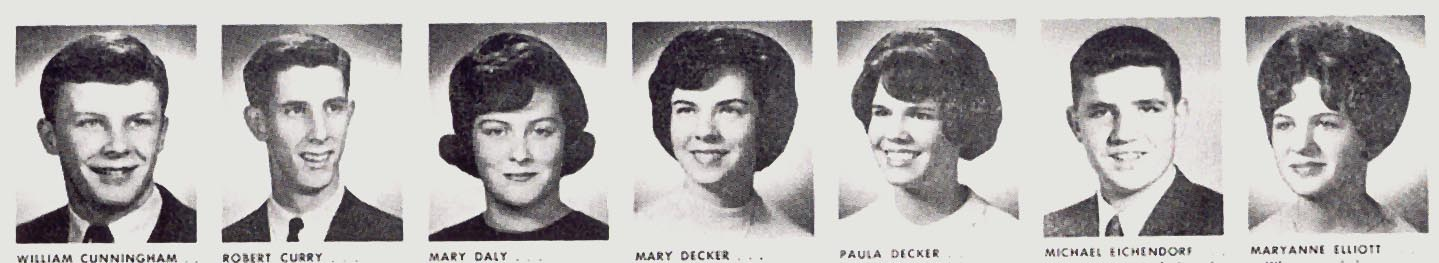 WILLIAM CUNNINGHAM . .
ROBERT CURRY . . .
MARY DALY . . .
MARY DECKER . . .
PAULA DECKER . .
MICHAEL EICHENDORF . .
MARYANNE ELLIOTT . . .